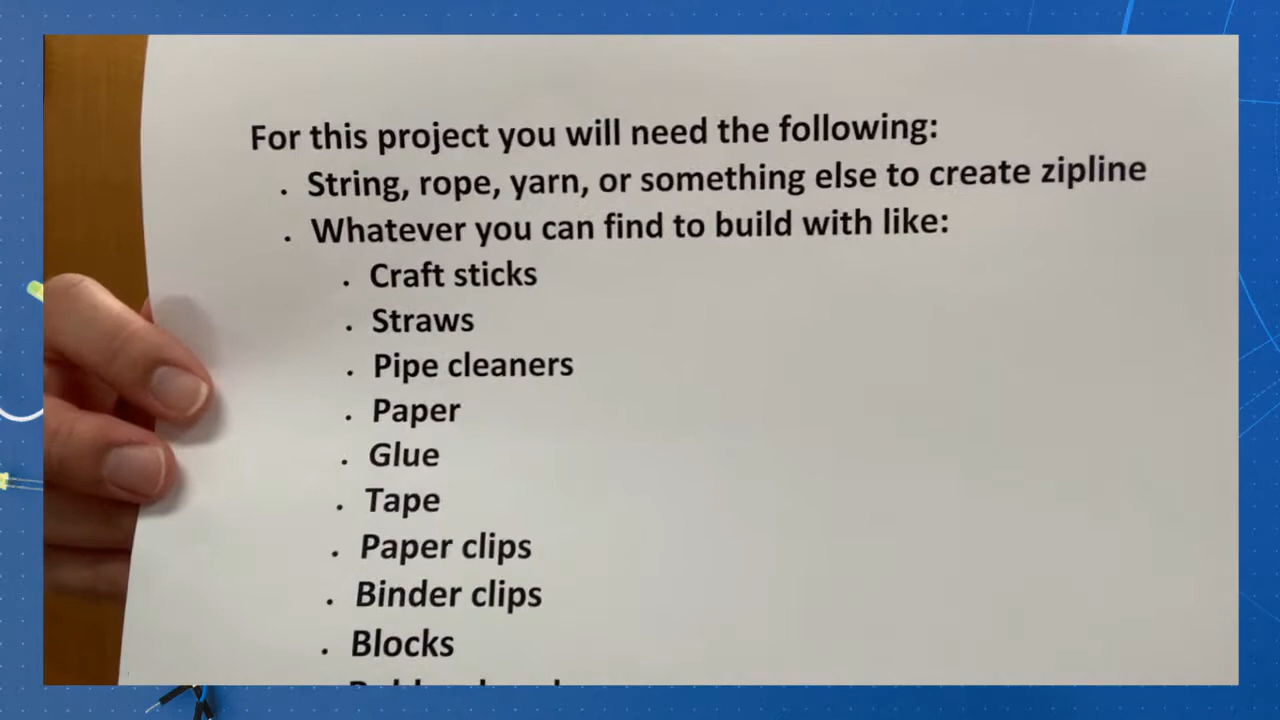 For this project you will need the following:
. String, rope, yarn, or something else to create zipline
. Whatever you can find to build with like:
. Craft sticks
. Straws
. Pipe cleaners
. Paper
. Glue
. Tape
. Paper clips
. Binder clips
. Blocks